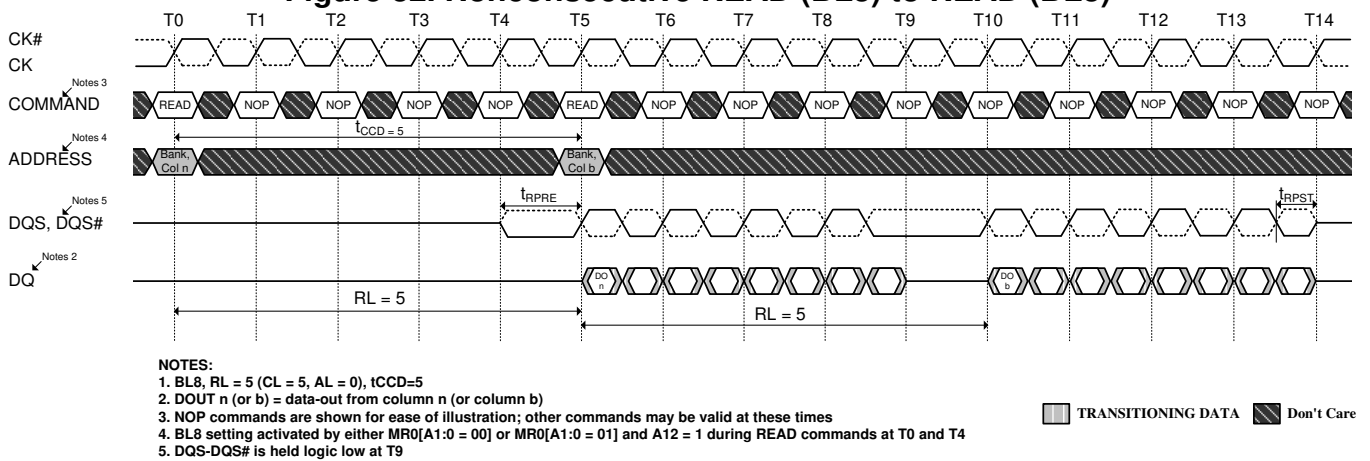 Figure 32. Nonconsecutive READ (BL8) to READ (BL8)
T0 T1 T2 T3 T4 T5 T6 T7 T8 T9 T10 T11 T12 T13 T14
CK#
CK
Notes 3
COMMAND
READ NOP NOP NOP NOP READ NOP NOP NOP NOP NOP NOP NOP NOP NOP
tCCD = 5
Notes 4
ADDRESS
Bank, Col n
Bank, Col b
Notes 5
DQS, DQS#
tRPRE
tRPST
Notes 2
DQ
DO n
DO b
RL = 5
RL = 5
NOTES:
1. BL8, RL = 5 (CL = 5, AL = 0), tCCD=5
2. DOUT n (or b) = data-out from column n (or column b)
3. NOP commands are shown for ease of illustration; other commands may be valid at these times
4. BL8 setting activated by either MR0[A1:0 = 00] or MR0[A1:0 = 01] and A12 = 1 during READ commands at T0 and T4
5. DQS-DQS# is held logic low at T9
TRANSITIONING DATA
Don't Care